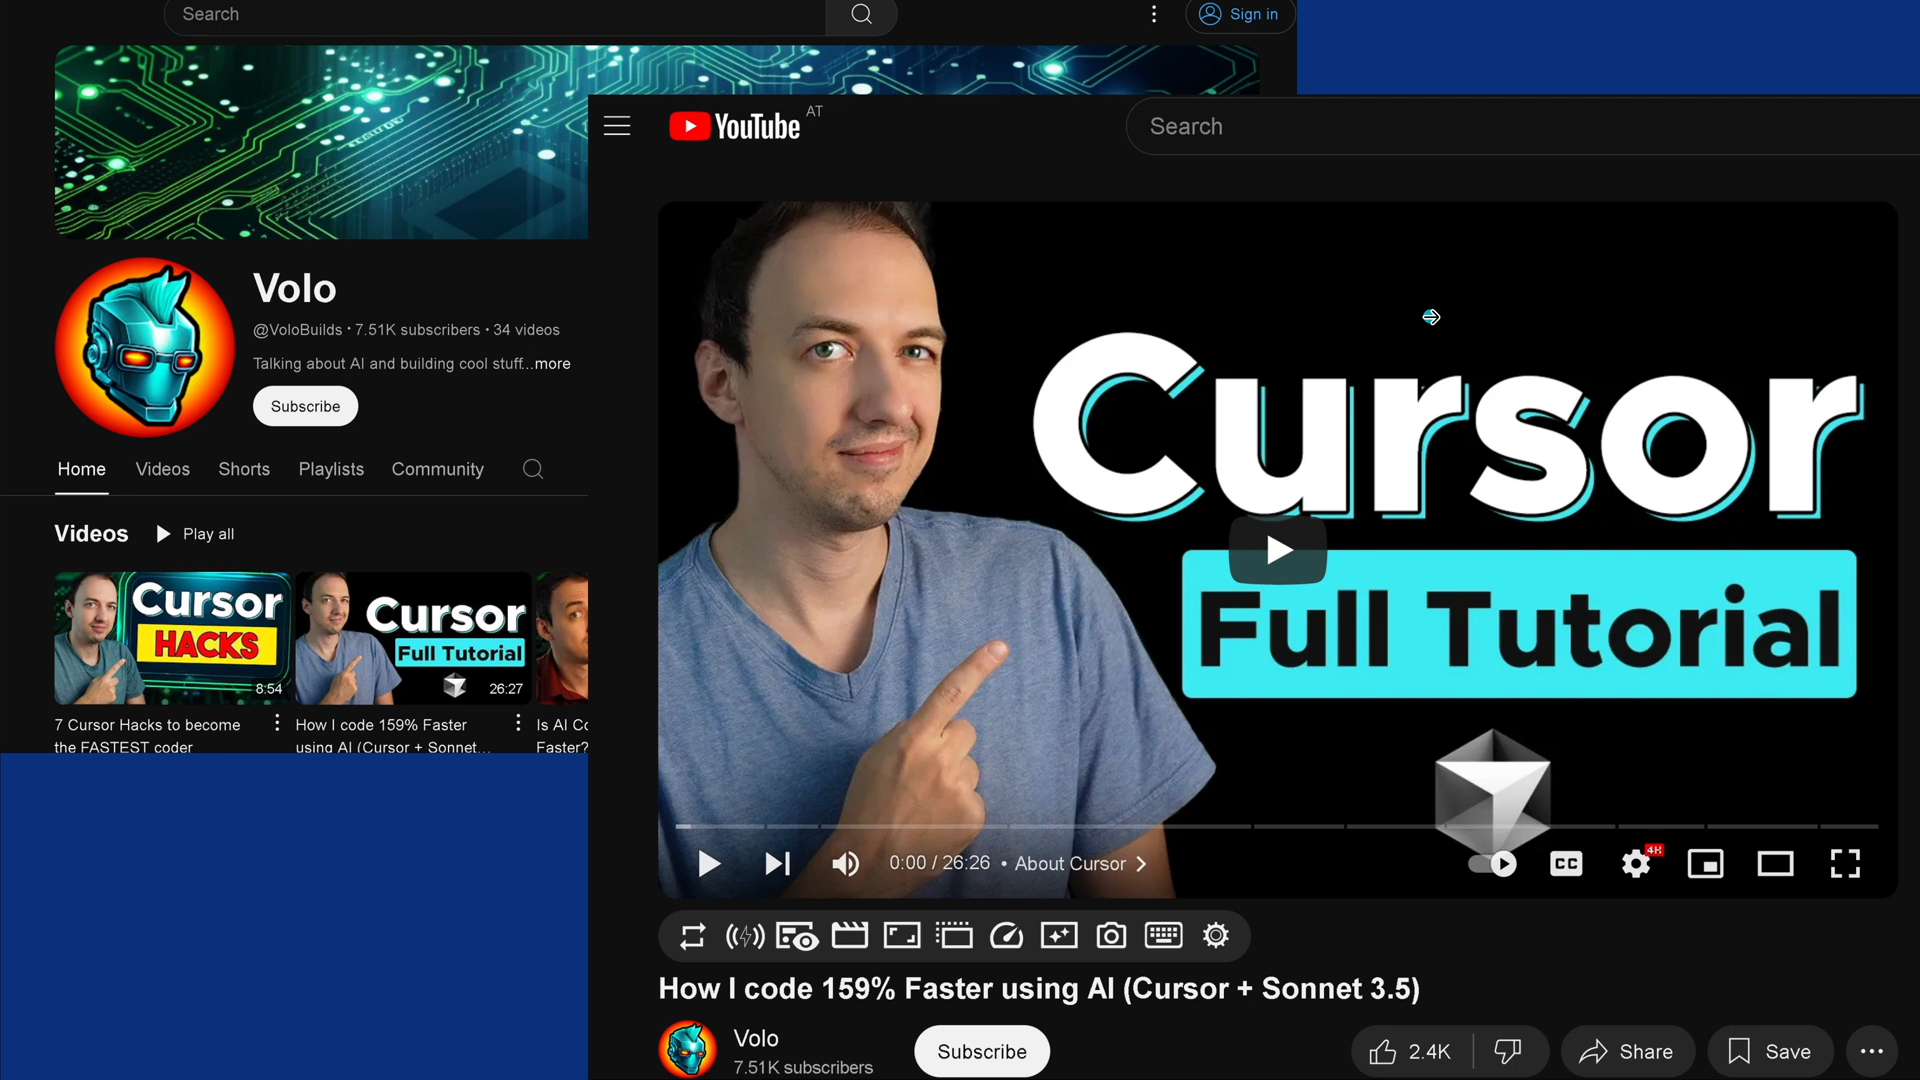 Search
Sign in
Volo
@VoloBuilds • 7.51K subscribers • 34 videos
Talking about AI and building cool stuff...more
Subscribe
Home
Videos
Shorts
Playlists
Community
Videos
Play all
Cursor
HACKS
8:54
Cursor
Full Tutorial
26:27
7 Cursor Hacks to become
the FASTEST coder
How I code 159% Faster
using AI (Cursor + Sonnet...
Is AI Co
Faster?
YouTube
AT
Search
Cursor
Full Tutorial
0:00 / 26:26 • About Cursor
CC
4K
How I code 159% Faster using AI (Cursor + Sonnet 3.5)
Volo
7.51K subscribers
Subscribe
2.4K
Share
Save